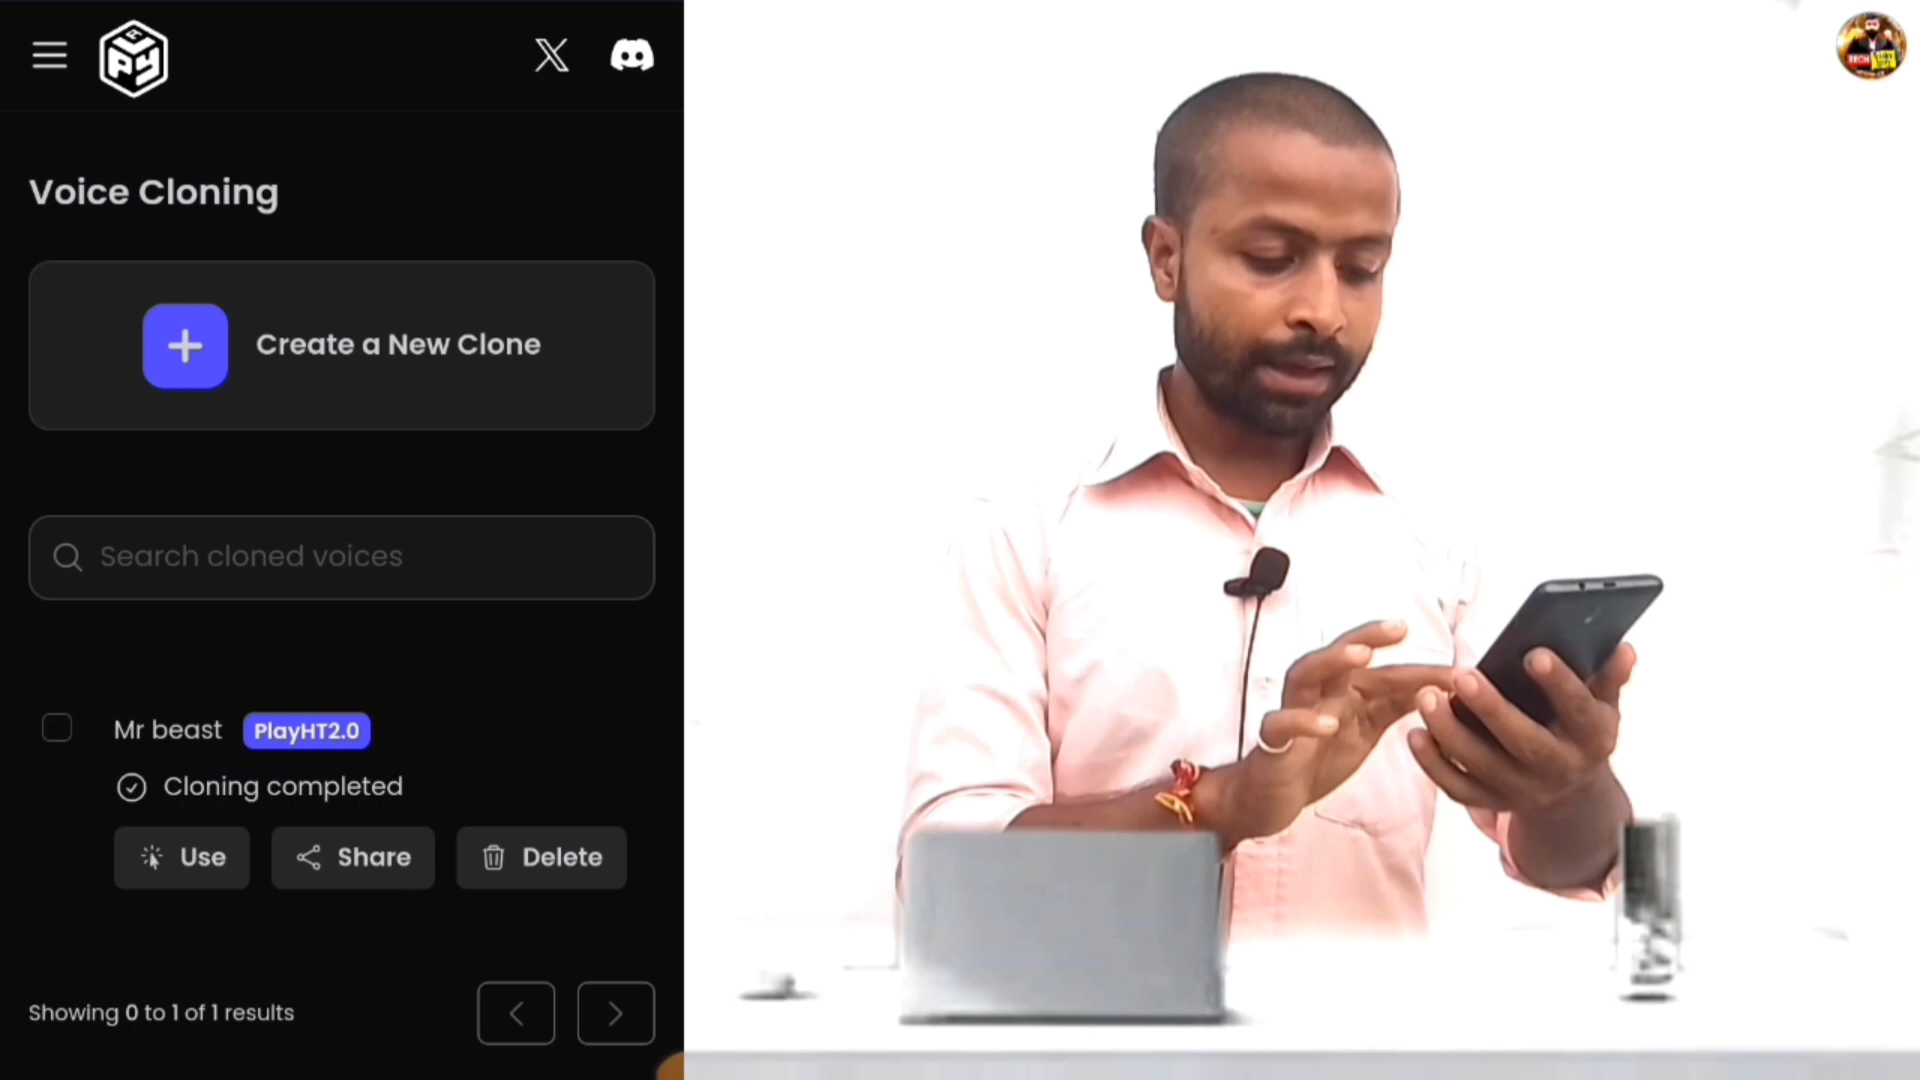 Voice Cloning
Create a New Clone
Search cloned voices
Mr beast PlayHT2.0
Cloning completed
Use Share Delete
Showing 0 to 1 of 1 results
TECH